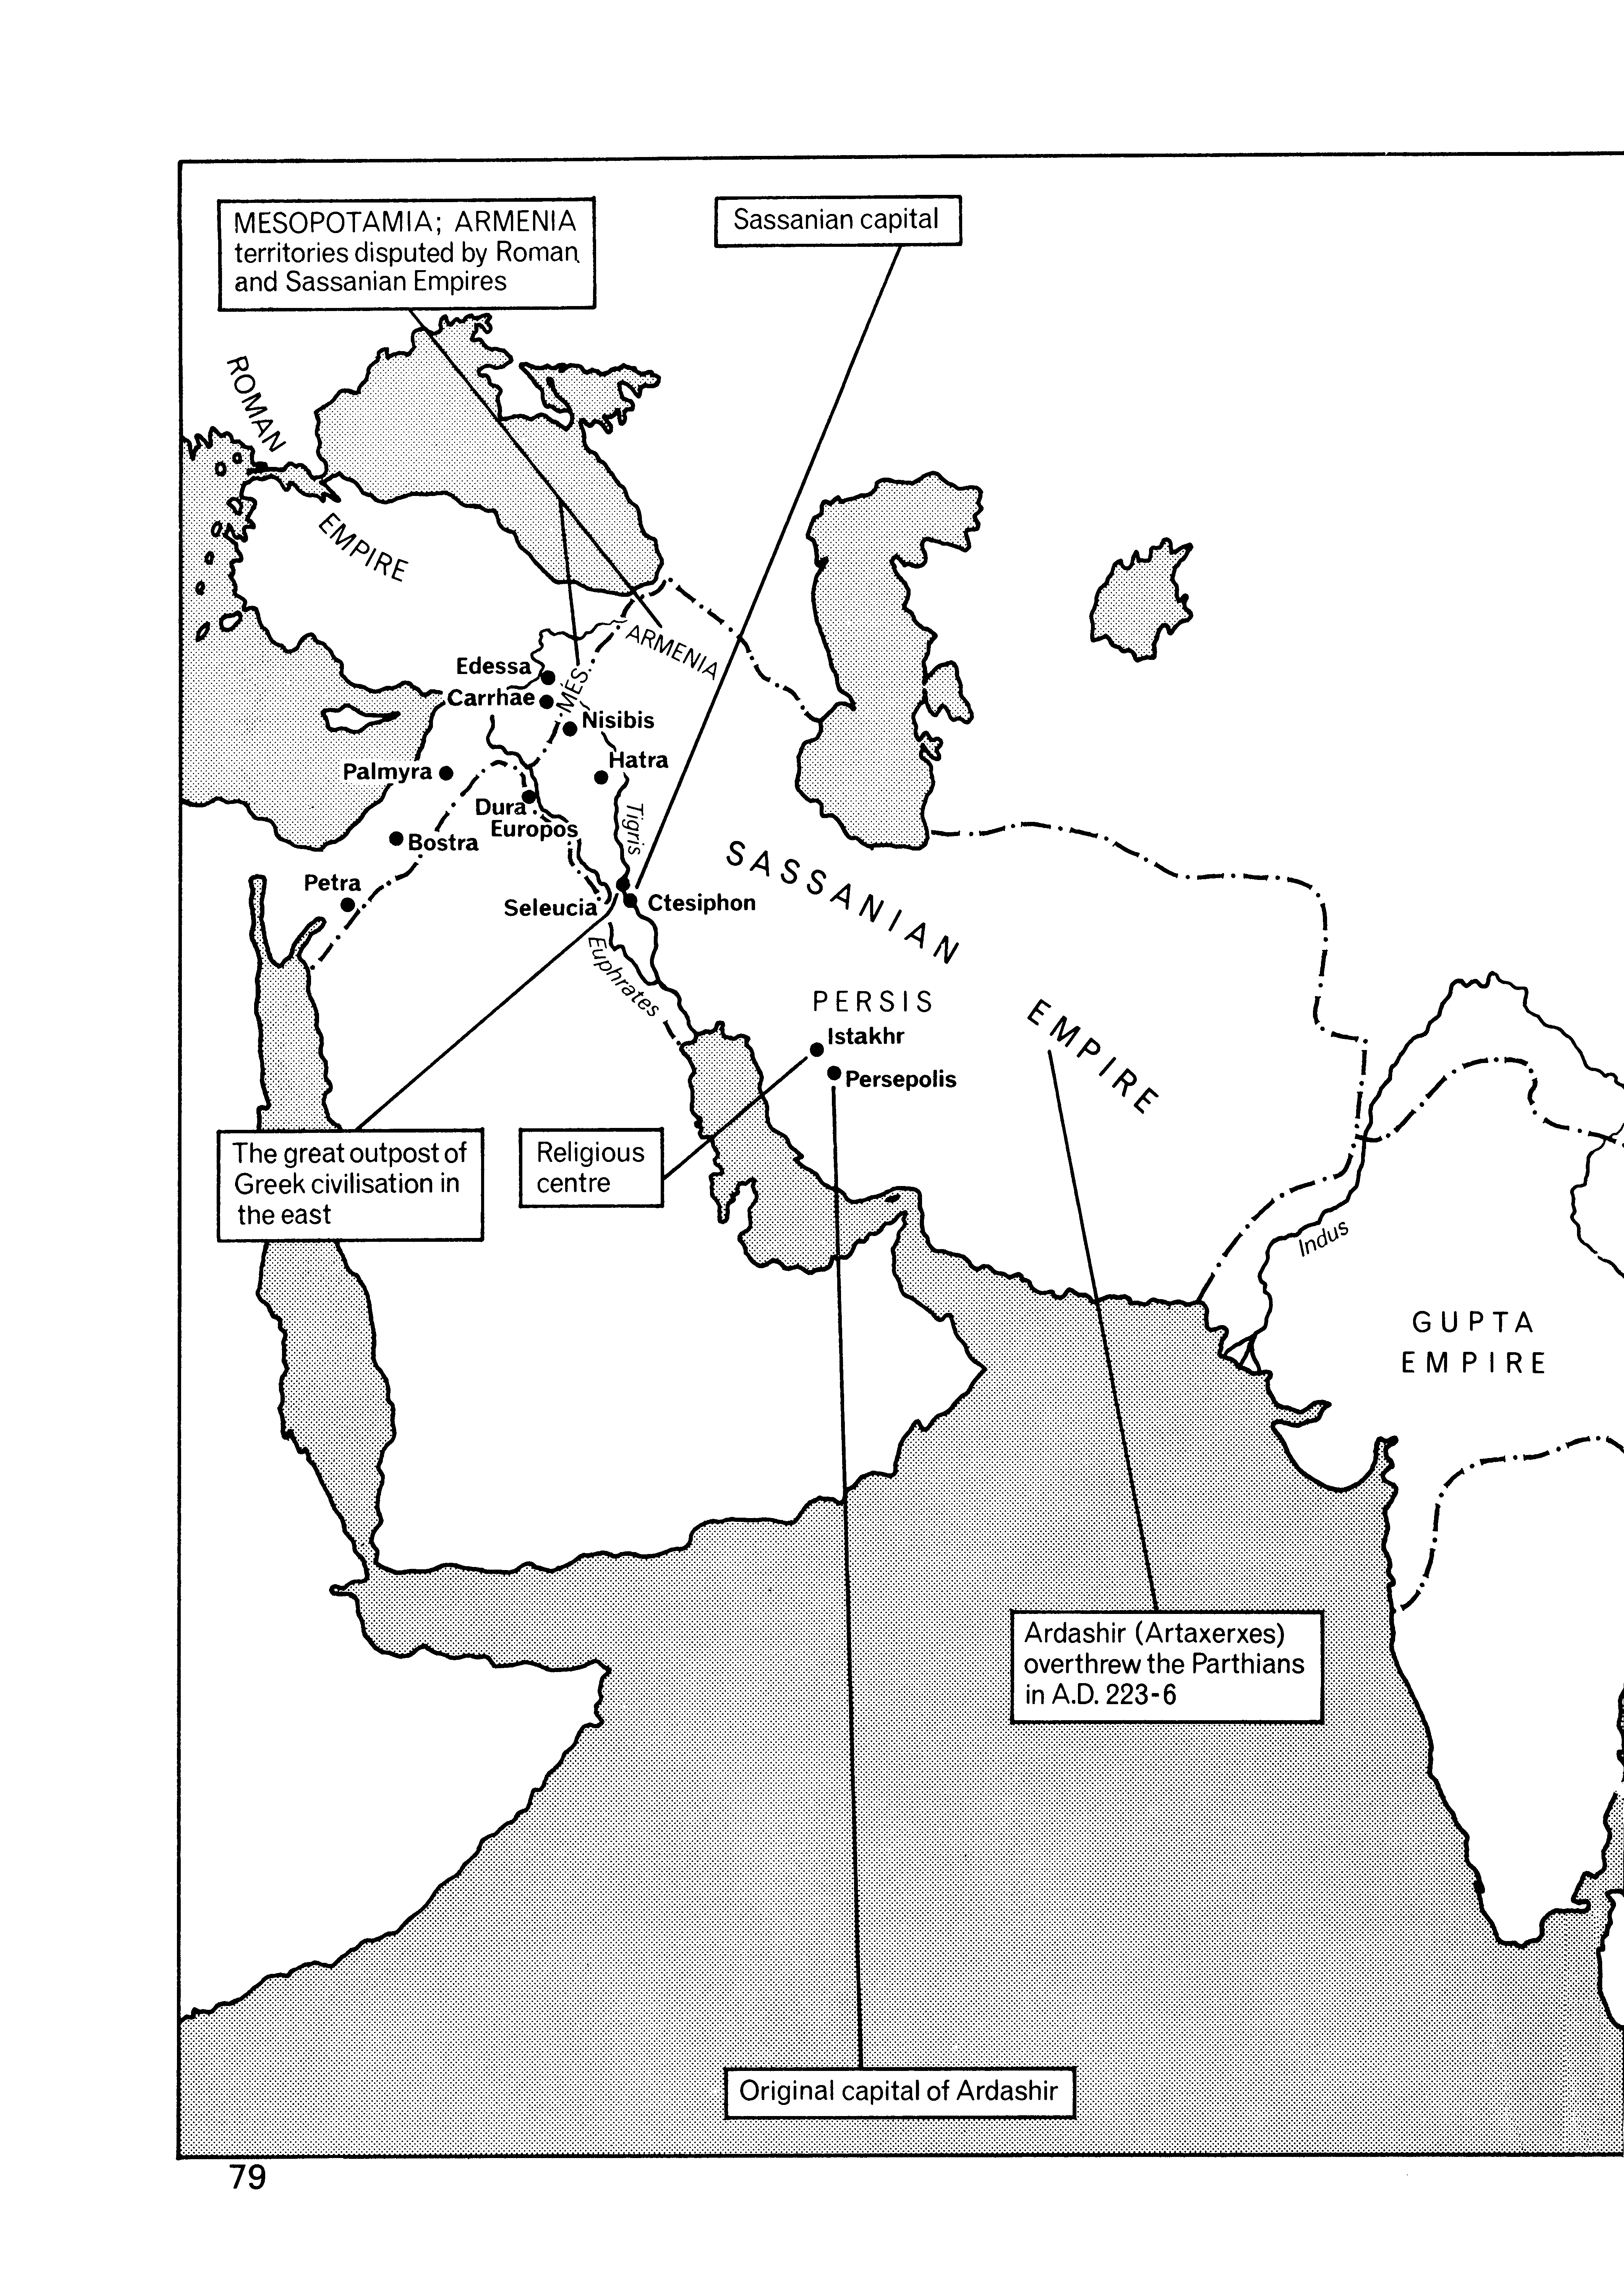 MESOPOTAMIA; ARMENIA
territories disputed by Roman
and Sassanian Empires
Sassanian capital
ROMAN
EMPIRE
ARMENIA
MES.
Edessa
Carrhae
Nisibis
Hatra
Palmyra
Dura
Europos
Tigris
Bostra
Petra
Seleucia
Ctesiphon
Euphrates
SASSANIAN
EMPIRE
PERSIS
Istakhr
Persepolis
The great outpost of
Greek civilisation in
the east
Religious
centre
Indus
GUPTA
EMPIRE
Ardashir (Artaxerxes)
overthrew the Parthians
in A.D. 223-6
Original capital of Ardashir
79